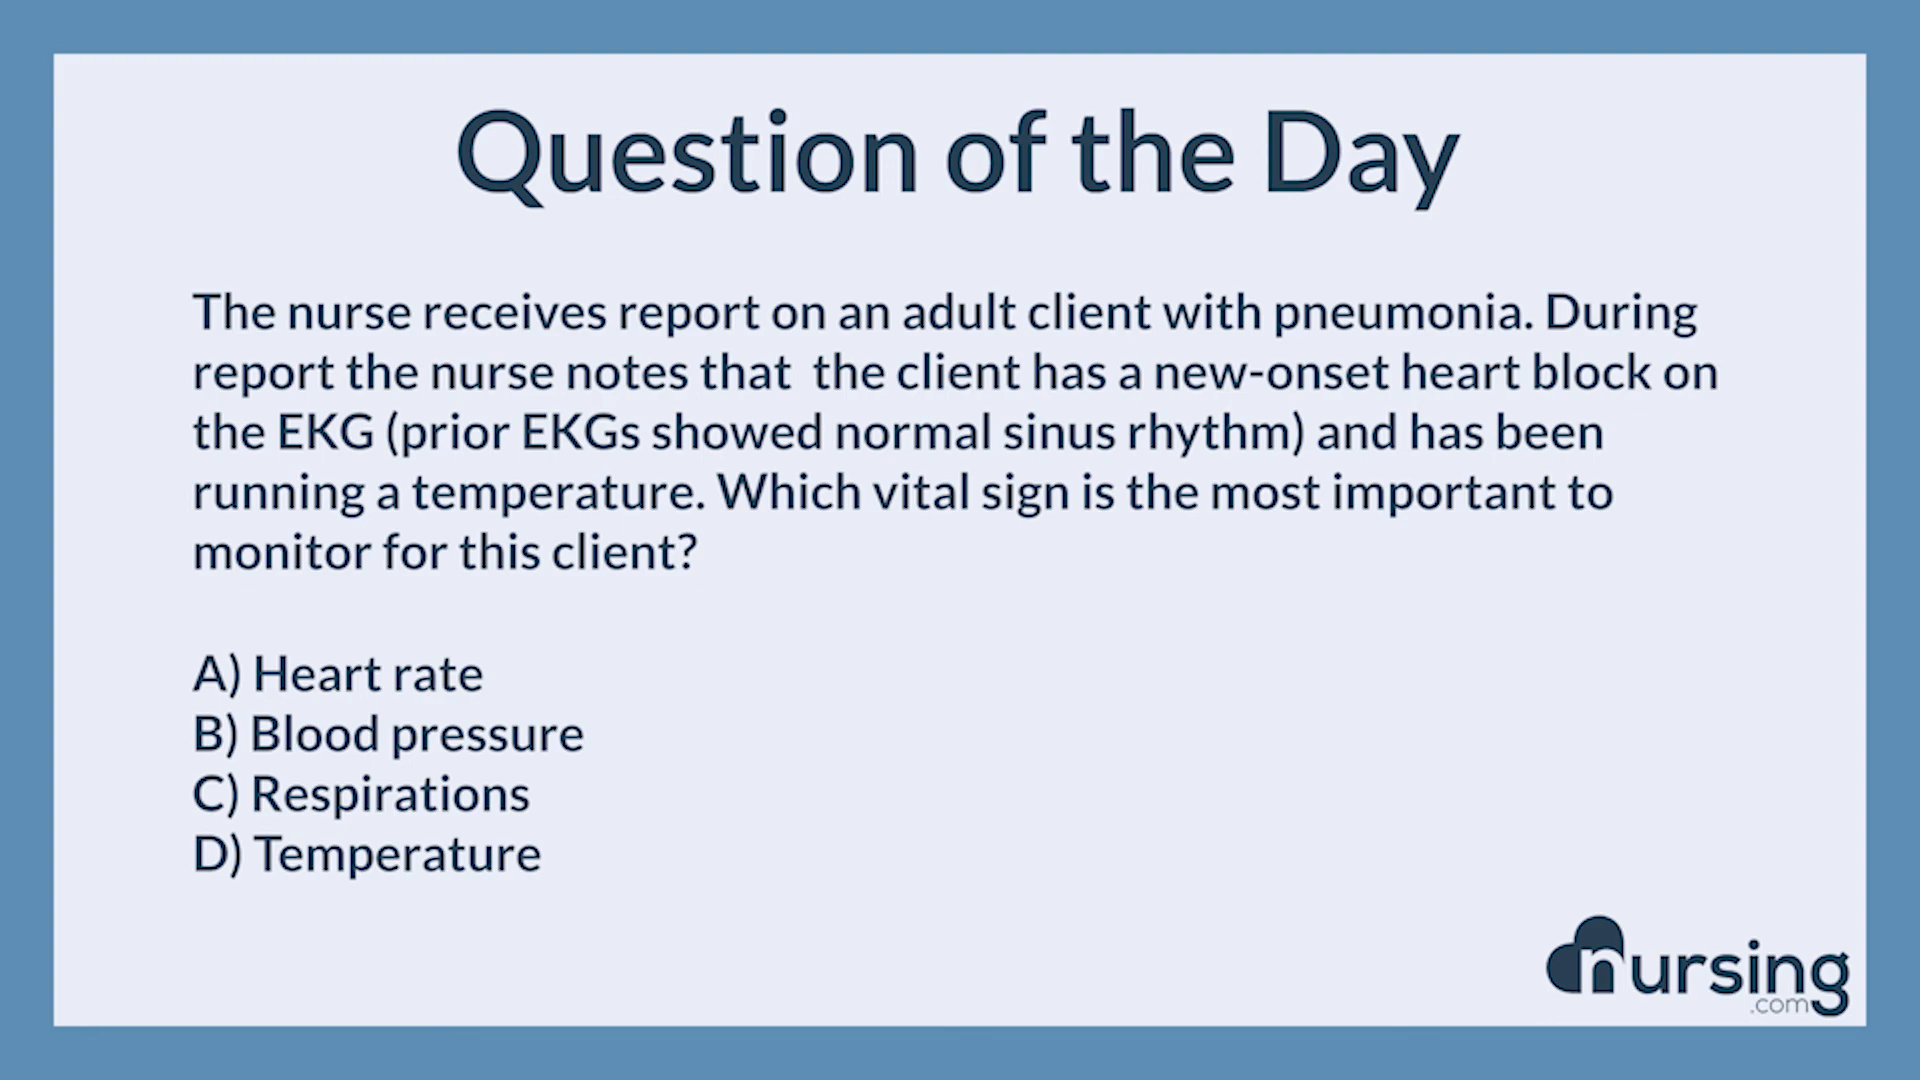 Question of the Day
The nurse receives report on an adult client with pneumonia. During
report the nurse notes that  the client has a new-onset heart block on
the EKG (prior EKGs showed normal sinus rhythm) and has been
running a temperature. Which vital sign is the most important to
monitor for this client?
A) Heart rate
B) Blood pressure
C) Respirations
D) Temperature
nursing
.com